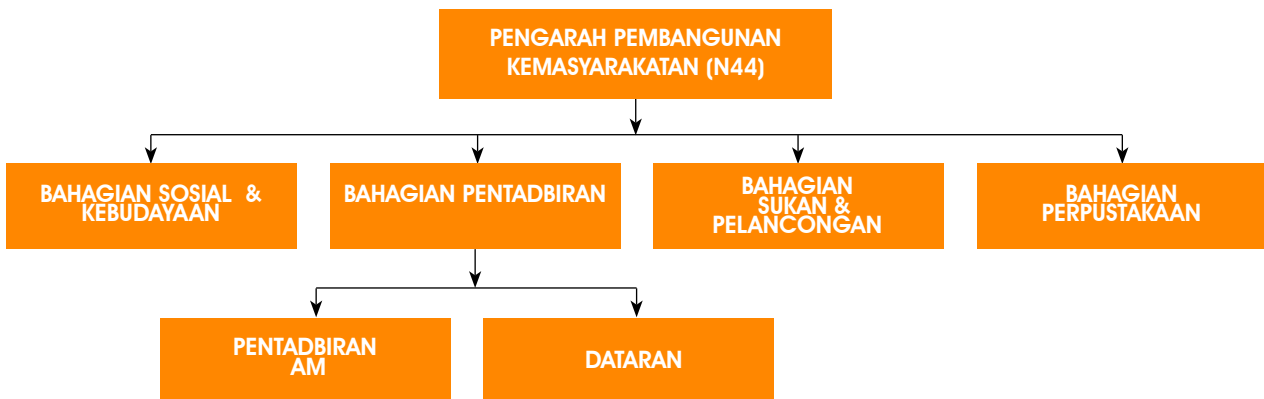 PENGARAH PEMBANGUNAN
KEMASYARAKATAN (N44)
BAHAGIAN SOSIAL &
KEBUDAYAAN
BAHAGIAN PENTADBIRAN
BAHAGIAN
SUKAN &
PELANCONGAN
BAHAGIAN
PERPUSTAKAAN
PENTADBIRAN
AM
DATARAN